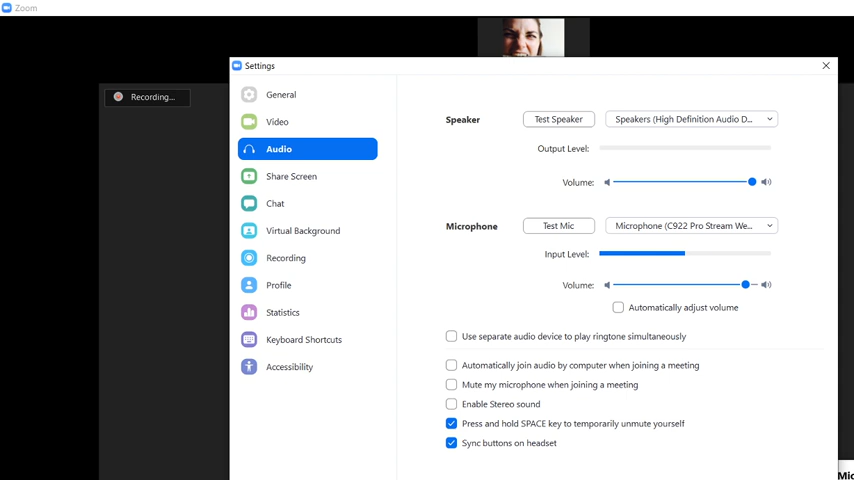 Zoom
Settings
Recording...
General
Video
Audio
Share Screen
Chat
Virtual Background
Recording
Profile
Statistics
Keyboard Shortcuts
Accessibility
Speaker Test Speaker Speakers (High Definition Audio D...
Output Level:
Volume:
Microphone Test Mic Microphone (C922 Pro Stream We...
Input Level:
Volume:
Automatically adjust volume
Use separate audio device to play ringtone simultaneously
Automatically join audio by computer when joining a meeting
Mute my microphone when joining a meeting
Enable Stereo sound
Press and hold SPACE key to temporarily unmute yourself
Sync buttons on headset
Mic